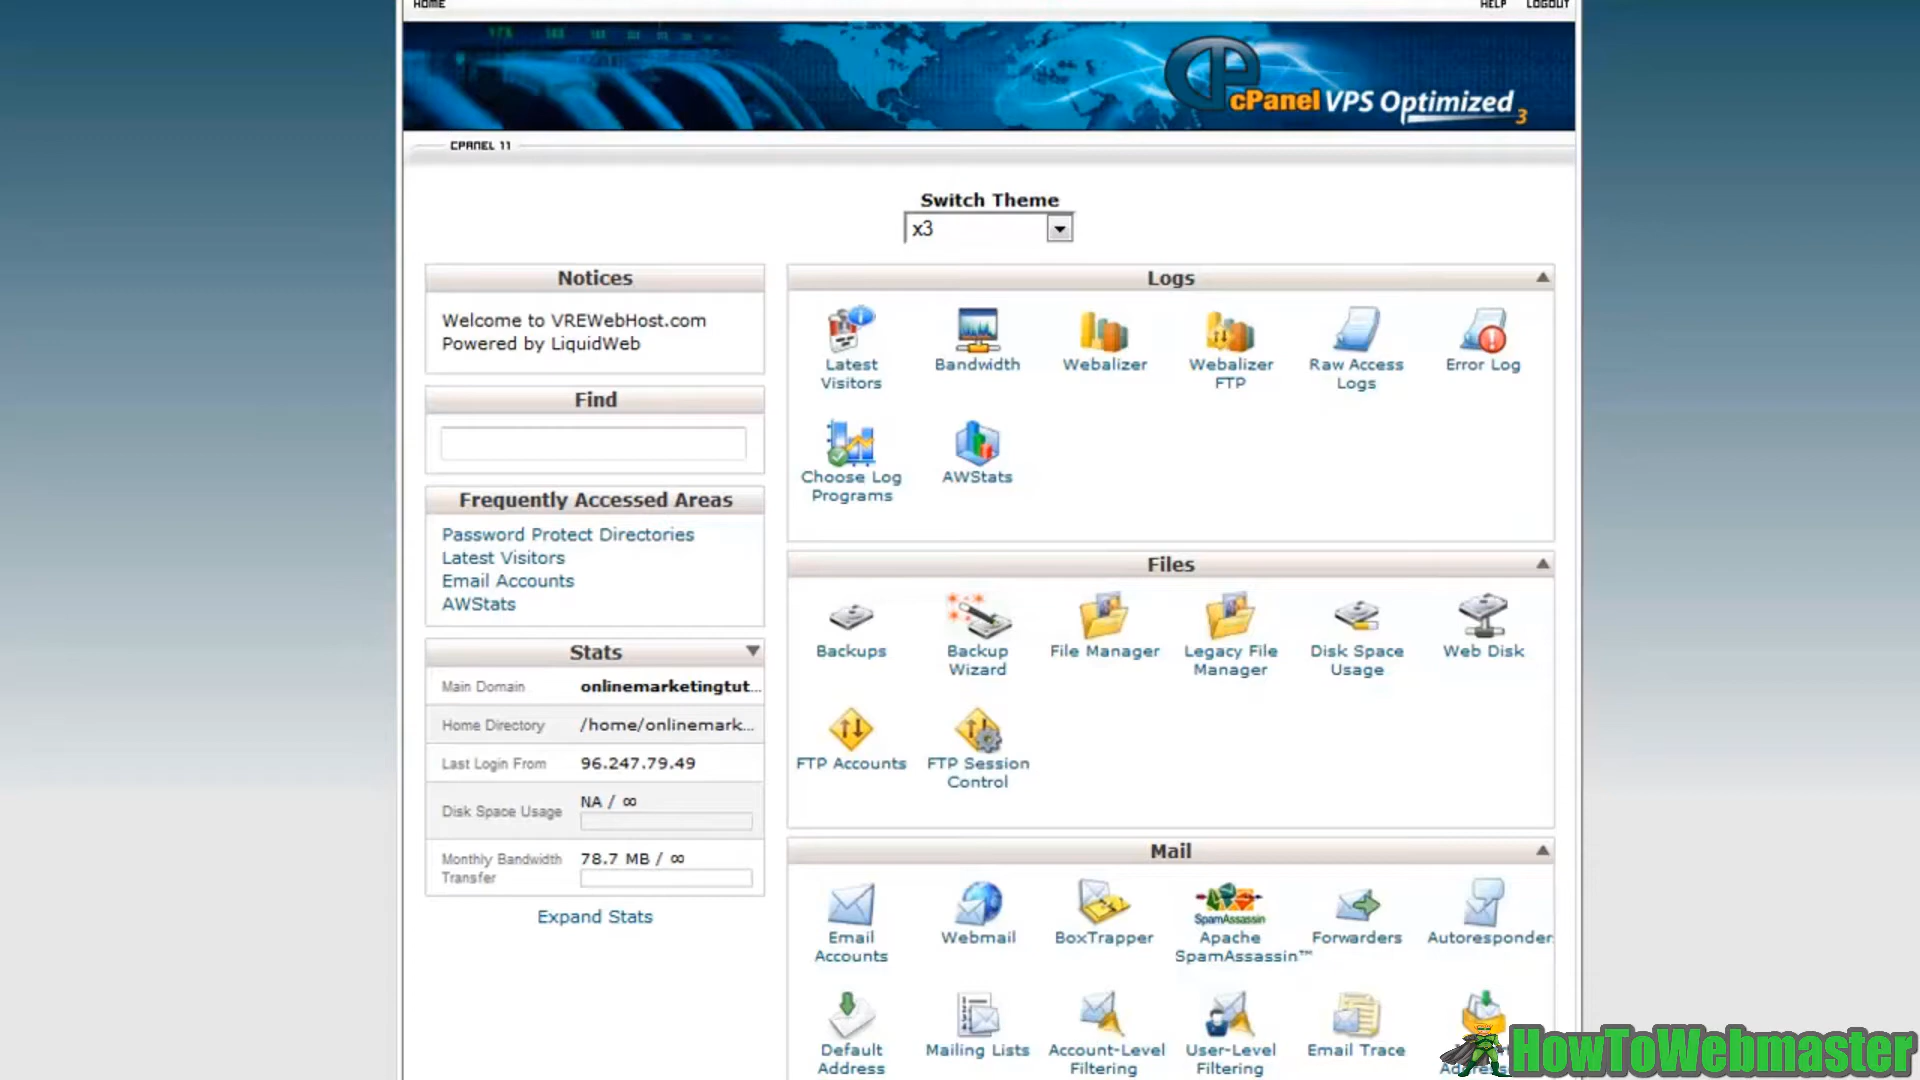 HOME
HELP LOGOUT
cPanel VPS Optimized 3
CPANEL 11
Switch Theme
x3
Notices
Welcome to VREWebHost.com
Powered by LiquidWeb
Find
Frequently Accessed Areas
Password Protect Directories
Latest Visitors
Email Accounts
AWStats
Stats
Main Domain onlinemarketingtut...
Home Directory /home/onlinemark...
Last Login From 96.247.79.49
Disk Space Usage NA / ∞
Monthly Bandwidth Transfer 78.7 MB / ∞
Expand Stats
Logs
Latest Visitors
Bandwidth
Webalizer
Webalizer FTP
Raw Access Logs
Error Log
Choose Log Programs
AWStats
Files
Backups
Backup Wizard
File Manager
Legacy File Manager
Disk Space Usage
Web Disk
FTP Accounts
FTP Session Control
Mail
Email Accounts
Webmail
BoxTrapper
SpamAssassin
Apache SpamAssassin™
Forwarders
Autoresponder
Default Address
Mailing Lists
Account-Level Filtering
User-Level Filtering
Email Trace
HowToWebmaster